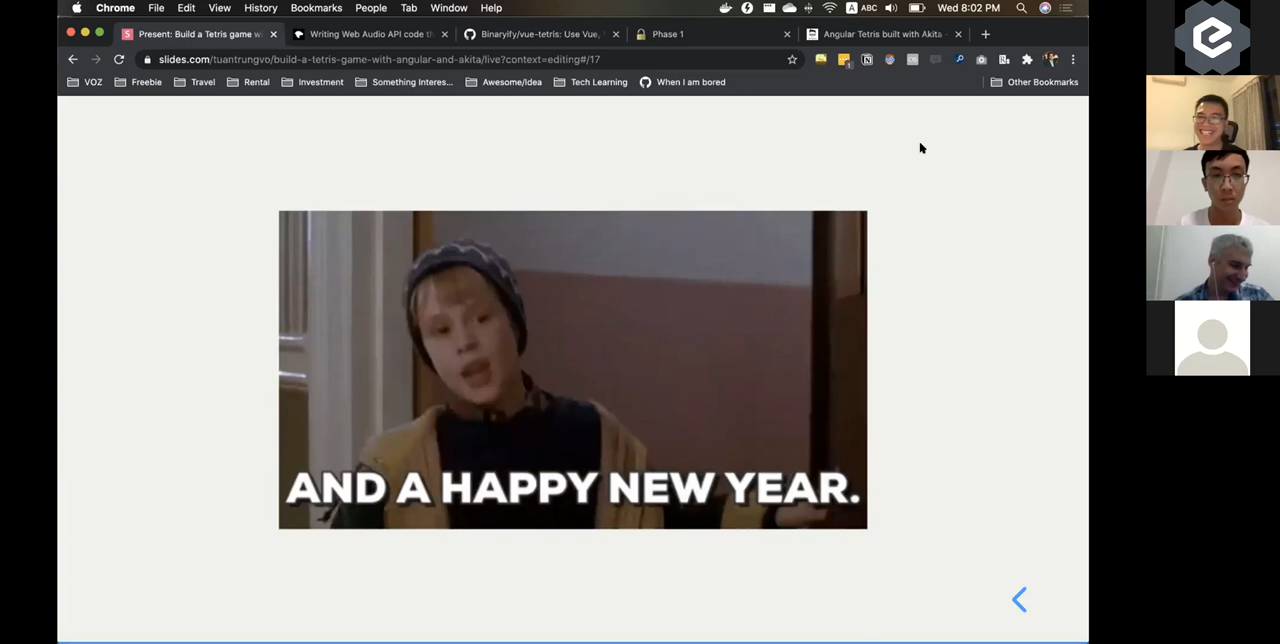 Chrome File Edit View History Bookmarks People Tab Window Help A ABC Wed 8:02 PM
Present: Build a Tetris game wi Writing Web Audio API code th Binaryify/vue-tetris: Use Vue, Phase 1 Angular Tetris built with Akita -
slides.com/tuantrungvo/build-a-tetris-game-with-angular-and-akita/live?context=editing#/17
VOZ Freebie Travel Rental Investment Something Interes... Awesome/Idea Tech Learning When I am bored Other Bookmarks
AND A HAPPY NEW YEAR.